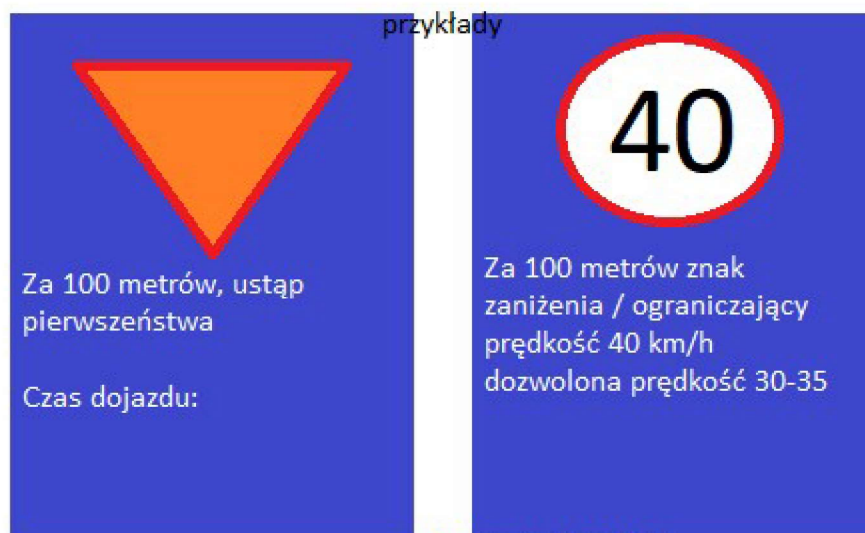 przykłady
Za 100 metrów, ustąp
pierwszeństwa
Czas dojazdu:
40
Za 100 metrów znak
zaniżenia / ograniczający
prędkość 40 km/h
dozwolona prędkość 30-35